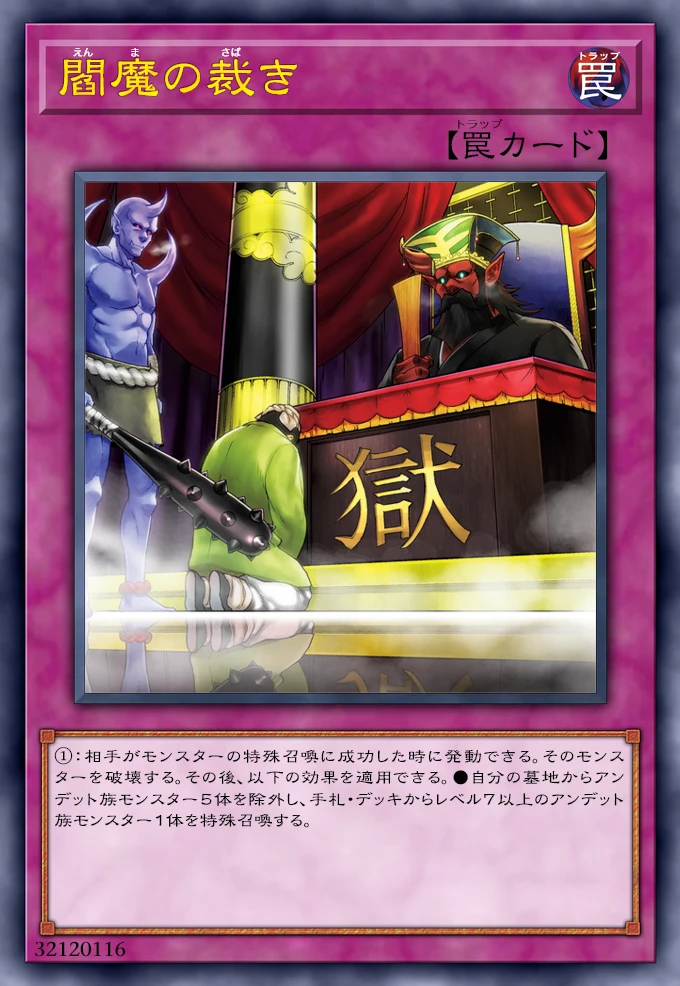 えん ま さば
閻魔の裁き
トラップ
罠
トラップ
【罠カード】
獄
①：相手がモンスターの特殊召喚に成功した時に発動できる。そのモンス
ターを破壊する。その後、以下の効果を適用できる。●自分の墓地からアン
デット族モンスター５体を除外し、手札・デッキからレベル７以上のアンデット
族モンスター１体を特殊召喚する。
32120116